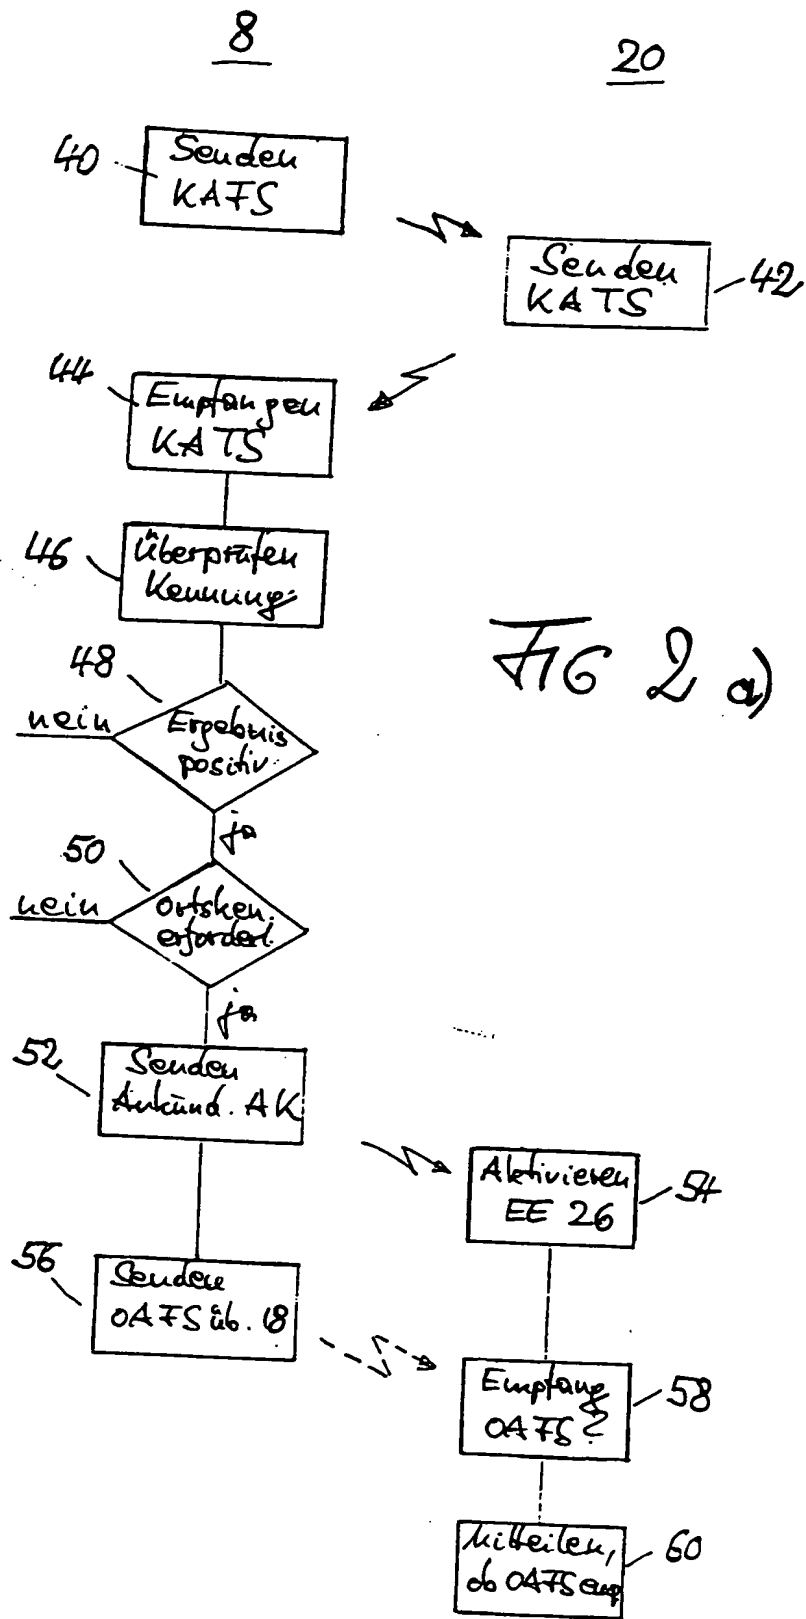 8
20
40
Senden
KAFS
Senden
KATS
42
44
Empfangen
KATS
46
Überprüfen
Kennung
FIG 2 a)
48
nein
Ergebnis
positiv
ja
50
nein
Ortsken.
erforderl.
ja
52
Senden
Ankünd. AK
Aktivieren
EE 26
54
56
Senden
OAFS üb. 18
Empfang
OAFS?
58
Mitteilen,
ob OAFS emp
60